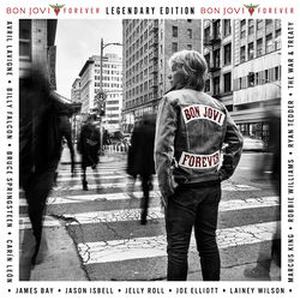 BON JOVI FOREVER LEGENDARY EDITION BON JOVI FOREVER
AVRIL LAVIGNE • BILLY FALCON • BRUCE SPRINGSTEEN • CARIN LEON
BON JOVI
FOREVER
MARCUS KING • ROBBIE WILLIAMS • RYAN TEDDER • THE WAR & TREATY
• JAMES BAY • JASON ISBELL • JELLY ROLL • JOE ELLIOTT • LAINEY WILSON •